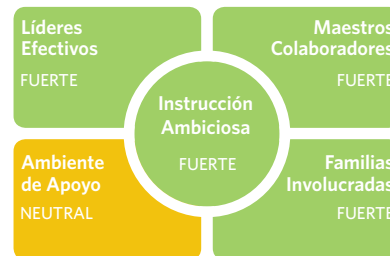 Líderes
Efectivos
FUERTE
Maestros
Colaboradores
FUERTE
Instrucción
Ambiciosa
FUERTE
Ambiente
de Apoyo
NEUTRAL
Familias
Involucradas
FUERTE